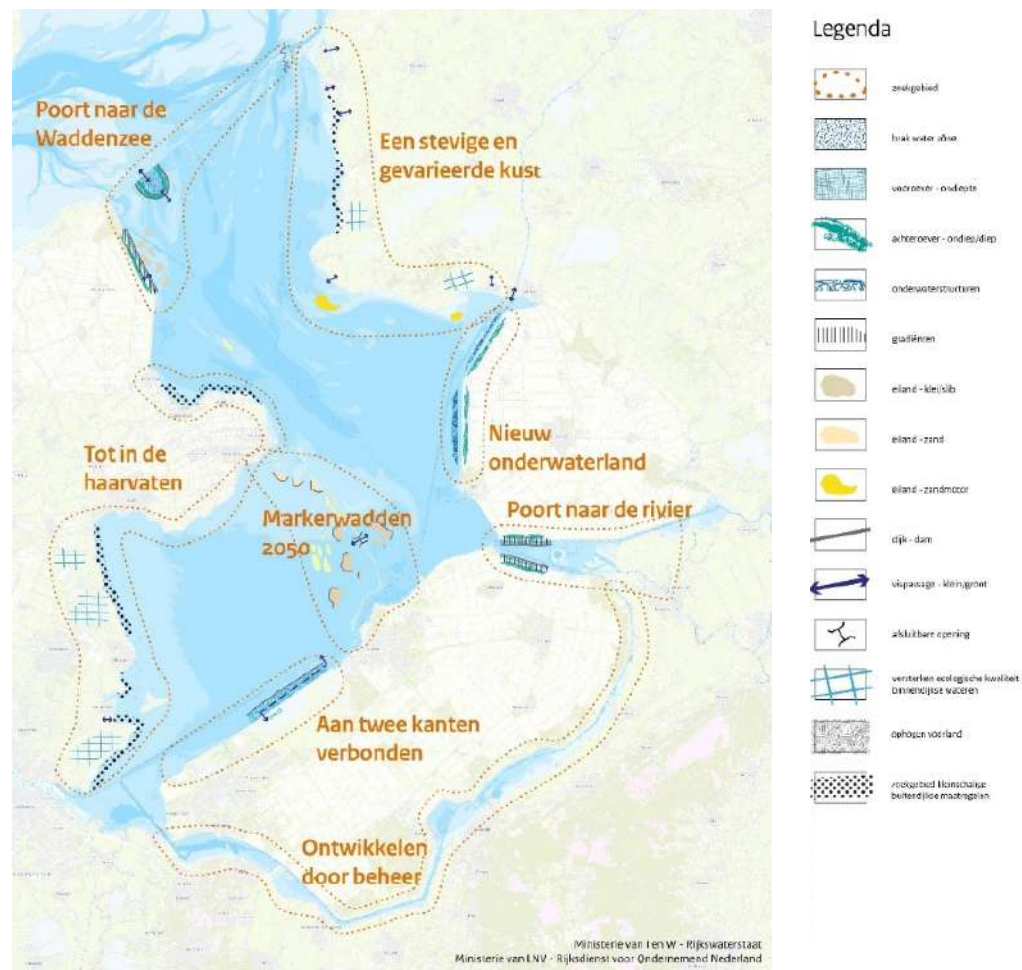 Poort naar de
Waddenzee
Een stevige en
gevarieerde kust
Tot in de
haarvaten
Nieuw
onderwaterland
Markerwadden
2050
Poort naar de rivier
Aan twee kanten
verbonden
Ontwikkelen
door beheer
Ministerie van I en W - Rijkswaterstaat
Ministerie van LNV - Rijksdienst voor Ondernemend Nederland
Legenda
zoekgebied
brak water zône
vooroever - ondiepte
achteroever - ondiep/diep
onderwaterstructuren
gradiënten
eiland - klei/slib
eiland - zand
eiland - zandmotor
dijk - dam
vispassage - klein/groot
afsluitbare opening
versterken ecologische kwaliteit
binnendijkse wateren
ophogen voorland
zoekgebied kleinschalige
buitendijkse maatregelen